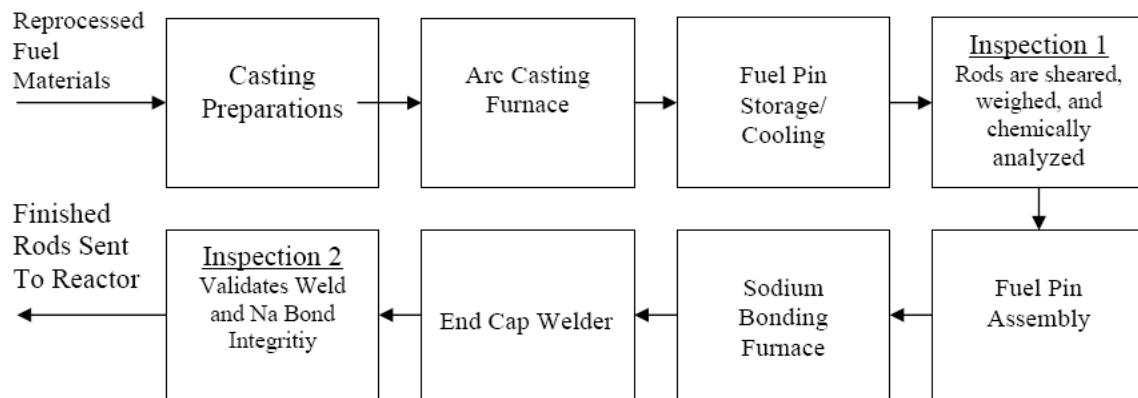 Reprocessed
Fuel
Materials
Casting
Preparations
Arc Casting
Furnace
Fuel Pin
Storage/
Cooling
Inspection 1
Rods are sheared,
weighed, and
chemically
analyzed
Finished
Rods Sent
To Reactor
Inspection 2
Validates Weld
and Na Bond
Integritiy
End Cap Welder
Sodium
Bonding
Furnace
Fuel Pin
Assembly